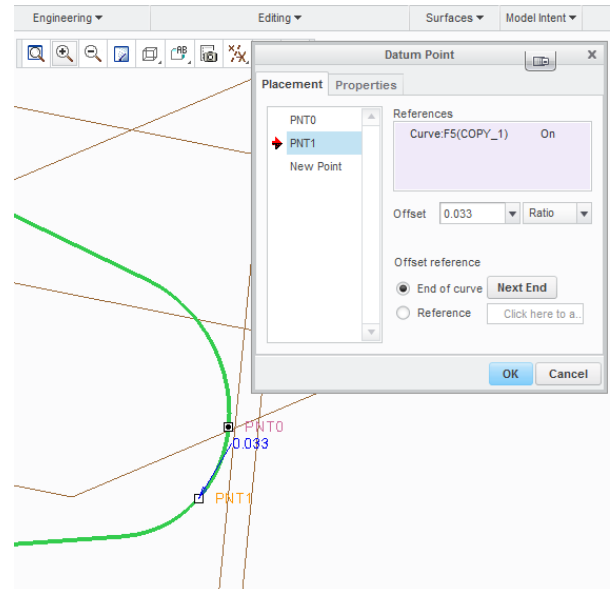 Engineering Editing Surfaces Model Intent
Datum Point X
Placement Properties
PNT0
PNT1
New Point
References
Curve:F5(COPY_1) On
Offset 0.033 Ratio
Offset reference
End of curve Next End
Reference Click here to a..
OK Cancel
PNT0
0.033
PNT1